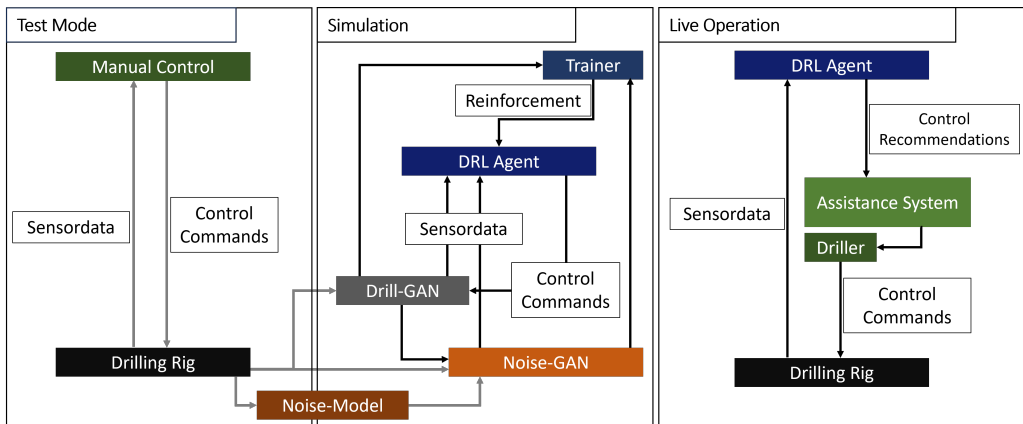 Test Mode
Manual Control
Sensordata
Control
Commands
Drilling Rig
Noise-Model
Simulation
Trainer
Reinforcement
DRL Agent
Sensordata
Drill-GAN
Control
Commands
Noise-GAN
Live Operation
DRL Agent
Control
Recommendations
Assistance System
Sensordata
Driller
Control
Commands
Drilling Rig